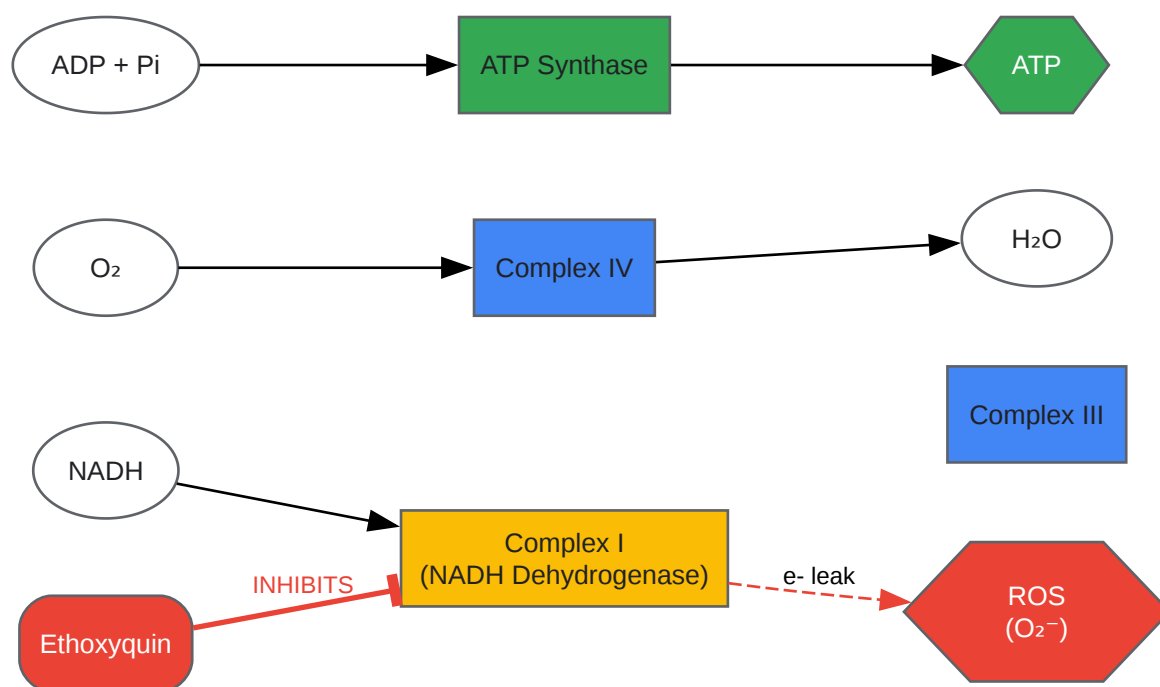 ADP + Pi
ATP Synthase
ATP
O₂
Complex IV
H₂O
Complex III
NADH
Complex I
(NADH Dehydrogenase)
INHIBITS
e- leak
ROS
(O₂⁻)
Ethoxyquin